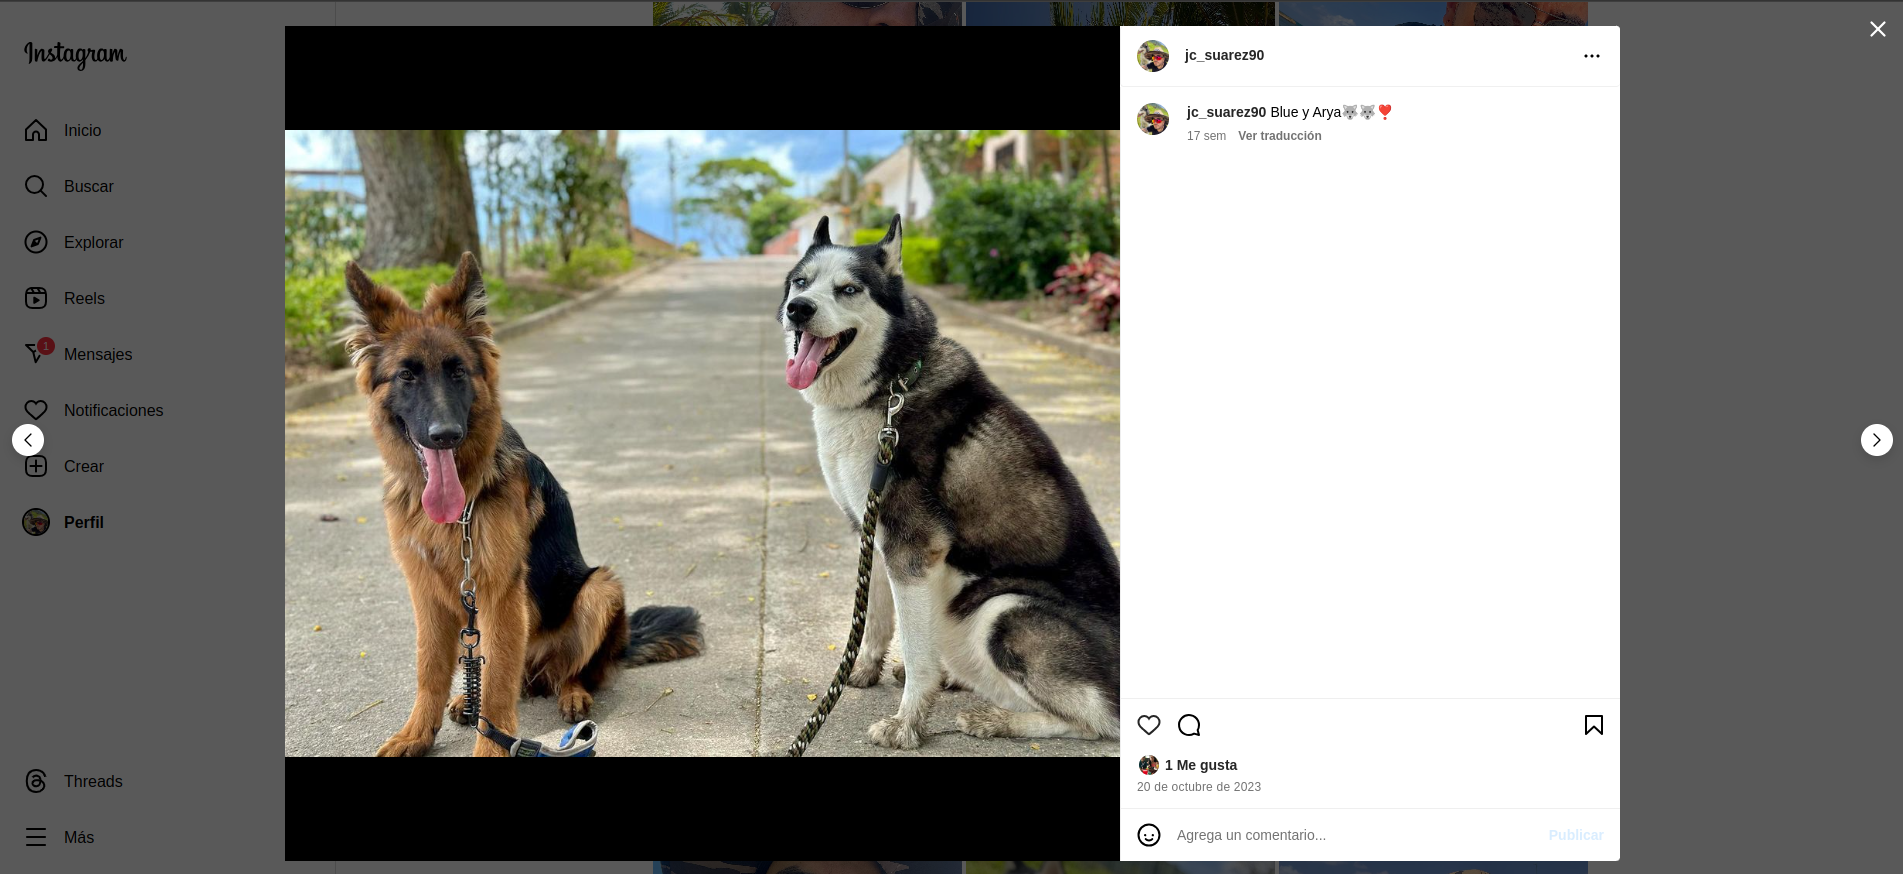 Instagram
Inicio
Buscar
Explorar
Reels
1
Mensajes
Notificaciones
Crear
Perfil
Threads
Más
jc_suarez90
jc_suarez90 Blue y Arya🐺🐺❣️
17 sem Ver traducción
1 Me gusta
20 de octubre de 2023
Agrega un comentario... Publicar